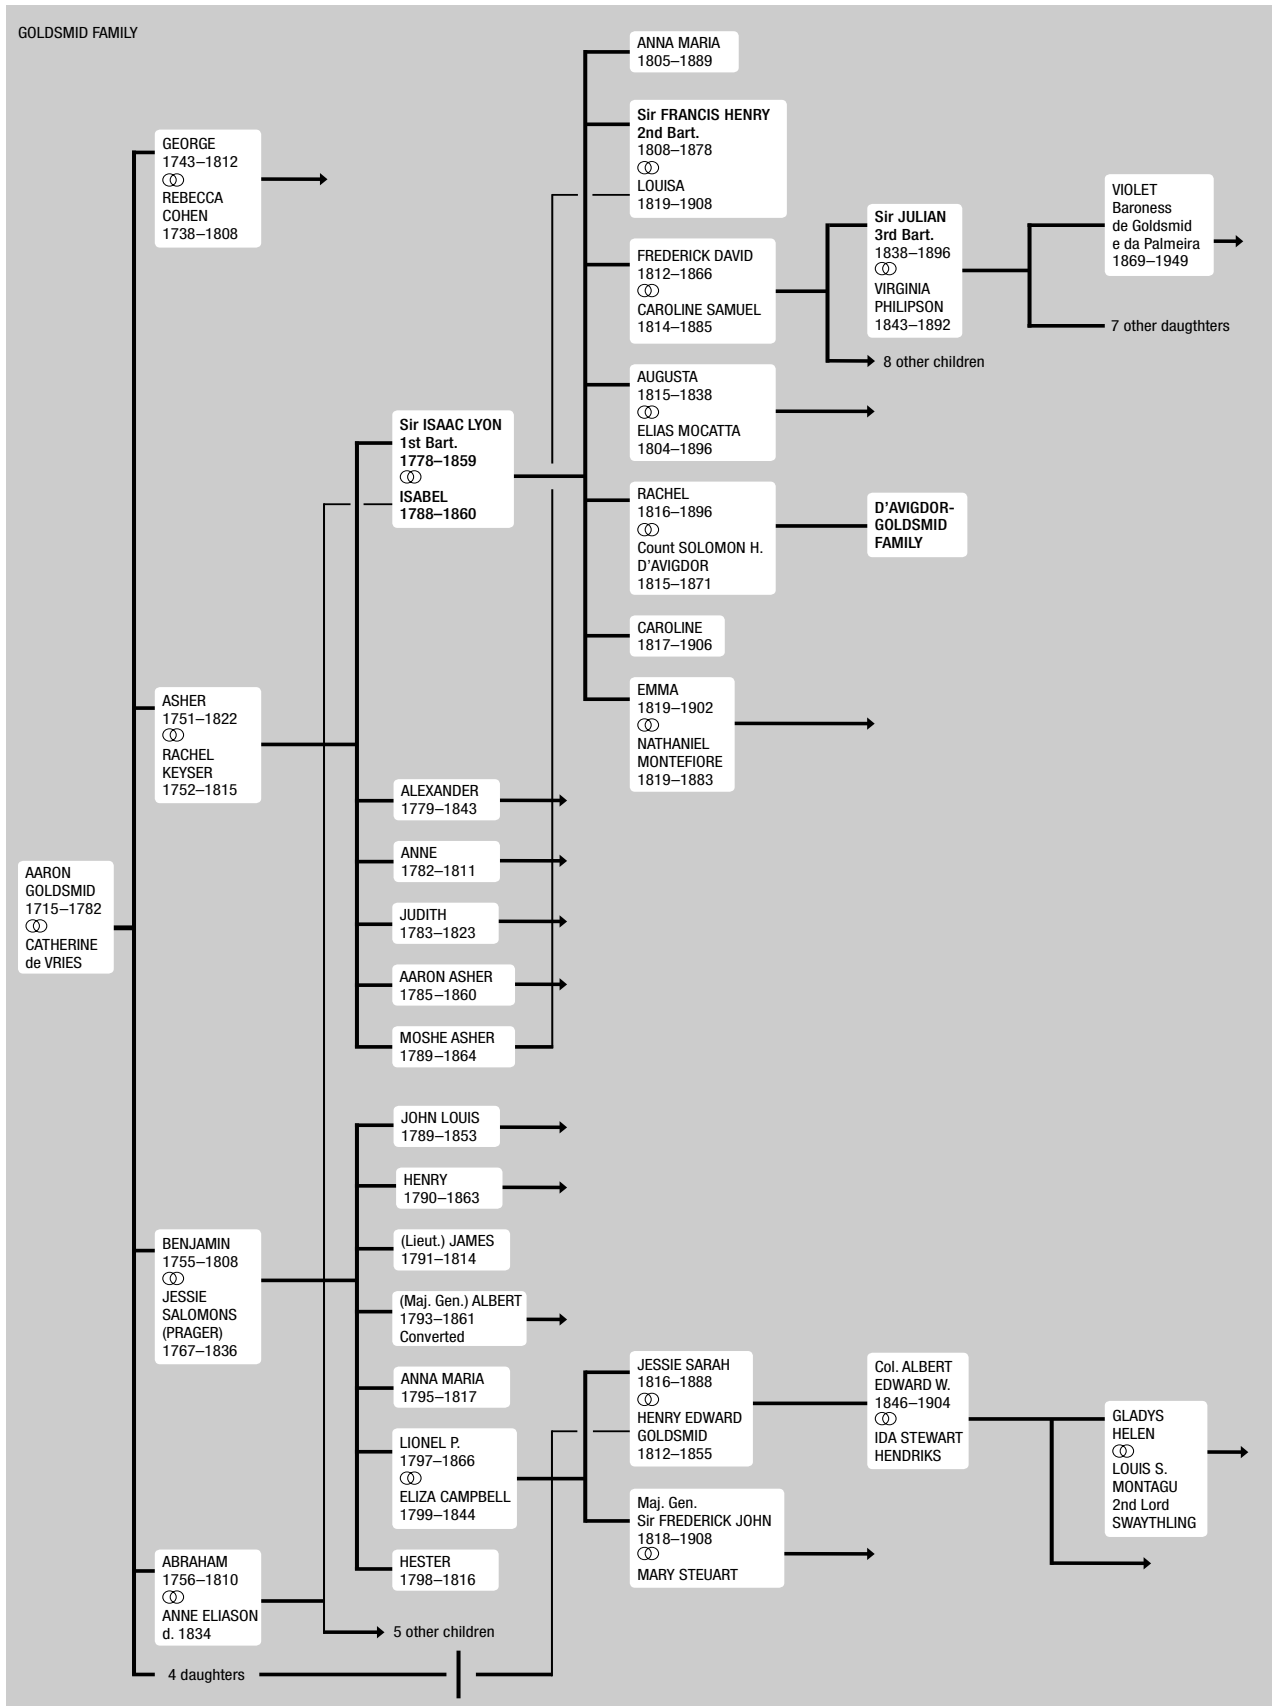 GOLDSMID FAMILY
AARON
GOLDSMID
1715–1782
CATHERINE
de VRIES
GEORGE
1743–1812
REBECCA
COHEN
1738–1808
ASHER
1751–1822
RACHEL
KEYSER
1752–1815
BENJAMIN
1755–1808
JESSIE
SALOMONS
(PRAGER)
1767–1836
ABRAHAM
1756–1810
ANNE ELIASON
d. 1834
4 daughters
Sir ISAAC LYON
1st Bart.
1778–1859
ISABEL
1788–1860
ALEXANDER
1779–1843
ANNE
1782–1811
JUDITH
1783–1823
AARON ASHER
1785–1860
MOSHE ASHER
1789–1864
JOHN LOUIS
1789–1853
HENRY
1790–1863
(Lieut.) JAMES
1791–1814
(Maj. Gen.) ALBERT
1793–1861
Converted
ANNA MARIA
1795–1817
LIONEL P.
1797–1866
ELIZA CAMPBELL
1799–1844
HESTER
1798–1816
5 other children
ANNA MARIA
1805–1889
Sir FRANCIS HENRY
2nd Bart.
1808–1878
LOUISA
1819–1908
FREDERICK DAVID
1812–1866
CAROLINE SAMUEL
1814–1885
AUGUSTA
1815–1838
ELIAS MOCATTA
1804–1896
RACHEL
1816–1896
Count SOLOMON H.
D'AVIGDOR
1815–1871
CAROLINE
1817–1906
EMMA
1819–1902
NATHANIEL
MONTEFIORE
1819–1883
JESSIE SARAH
1816–1888
HENRY EDWARD
GOLDSMID
1812–1855
Maj. Gen.
Sir FREDERICK JOHN
1818–1908
MARY STEUART
Sir JULIAN
3rd Bart.
1838–1896
VIRGINIA
PHILIPSON
1843–1892
8 other children
D'AVIGDOR-
GOLDSMID
FAMILY
Col. ALBERT
EDWARD W.
1846–1904
IDA STEWART
HENDRIKS
VIOLET
Baroness
de Goldsmid
e da Palmeira
1869–1949
7 other daugthters
GLADYS
HELEN
LOUIS S.
MONTAGU
2nd Lord
SWAYTHLING